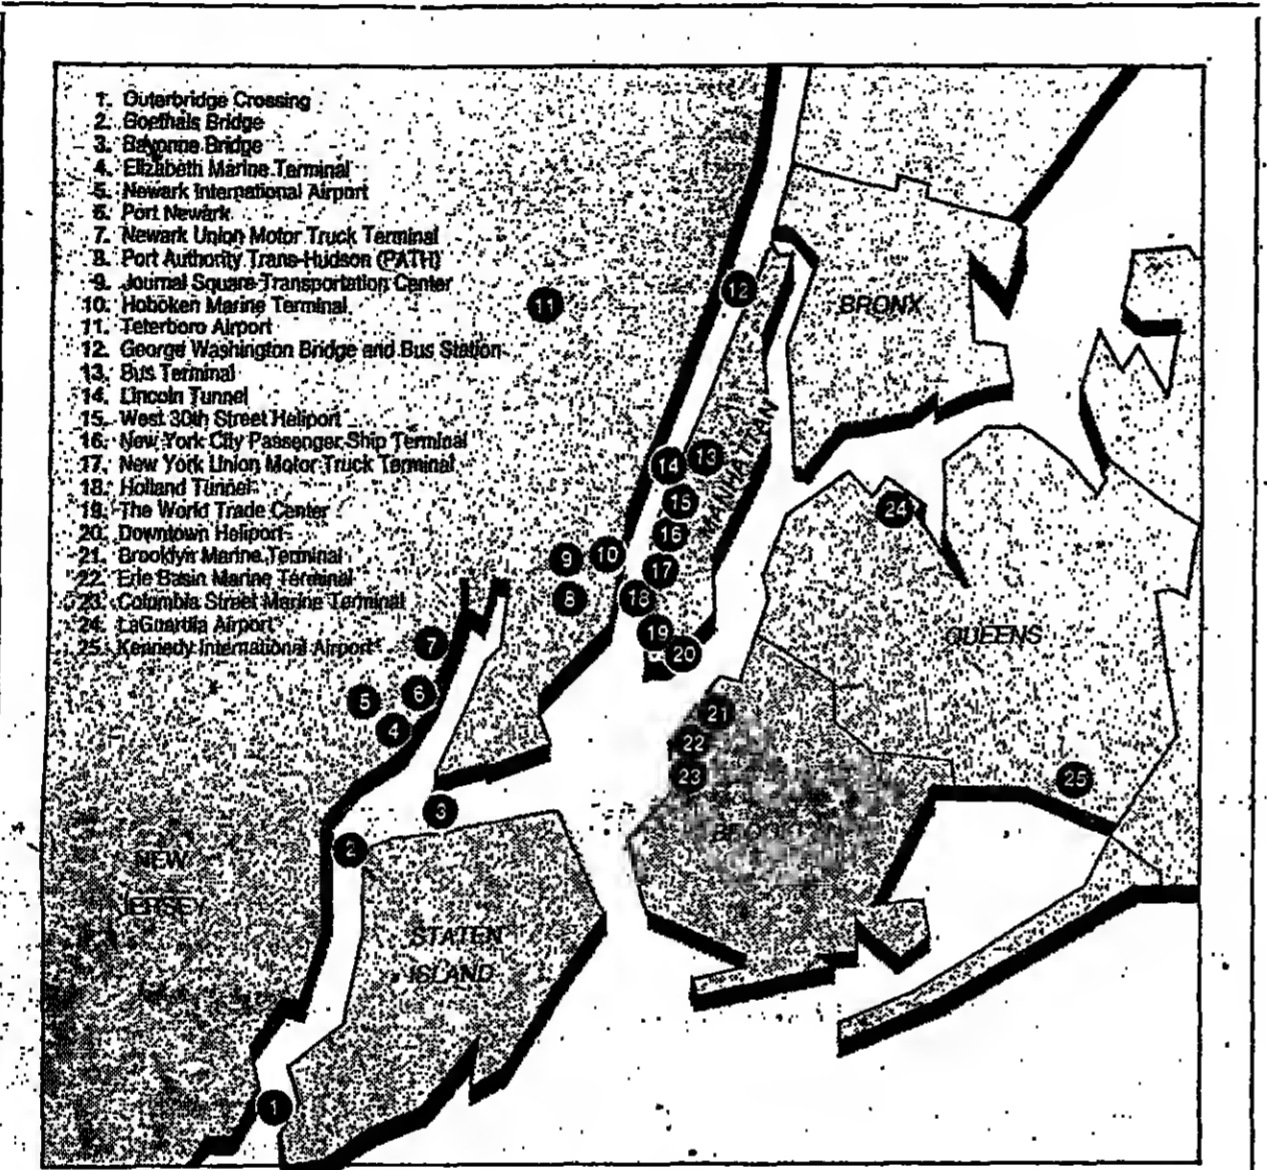 1. Outerbridge Crossing
2. Goethals Bridge
3. Bayonne Bridge
4. Elizabeth Marine Terminal
5. Newark International Airport
6. Port Newark
7. Newark Union Motor Truck Terminal
8. Port Authority Trans-Hudson (PATH)
9. Journal Square Transportation Center
10. Hoboken Marine Terminal
11. Teterboro Airport
12. George Washington Bridge and Bus Station
13. Bus Terminal
14. Lincoln Tunnel
15. West 30th Street Heliport
16. New York City Passenger Ship Terminal
17. New York Union Motor Truck Terminal
18. Holland Tunnel
19. The World Trade Center
20. Downtown Heliport
21. Brooklyn Marine Terminal
22. Erie Basin Marine Terminal
23. Columbia Street Marine Terminal
24. LaGuardia Airport
25. Kennedy International Airport
12
11
BRONX
MANHATTAN
14
13
15
24
16
9
10
17
8
18
19
20
7
QUEENS
6
5
4
21
22
23
25
3
2
BROOKLYN
NEW
JERSEY
STATEN
ISLAND
1